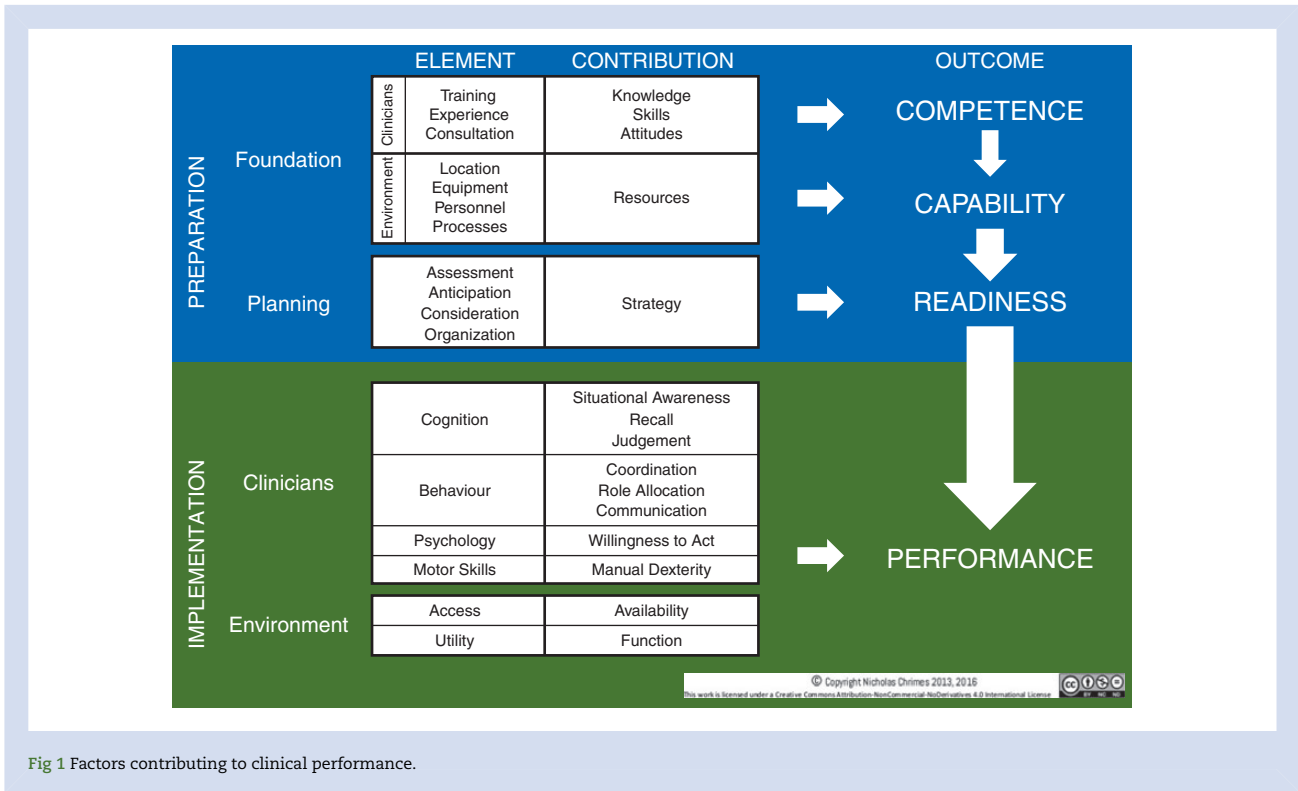 ELEMENT CONTRIBUTION OUTCOME
PREPARATION
Foundation
Clinicians
Training
Experience
Consultation
Knowledge
Skills
Attitudes
COMPETENCE
Environment
Location
Equipment
Personnel
Processes
Resources
CAPABILITY
Planning
Assessment
Anticipation
Consideration
Organization
Strategy
READINESS
IMPLEMENTATION
Clinicians
Cognition
Situational Awareness
Recall
Judgement
Behaviour
Coordination
Role Allocation
Communication
Psychology
Willingness to Act
Motor Skills
Manual Dexterity
PERFORMANCE
Environment
Access
Availability
Utility
Function
© Copyright Nicholas Chrimes 2013, 2016
This work is licensed under a Creative Commons Attribution-NonCommercial-NoDerivatives 4.0 International License
cc
BY NC ND
Fig 1 Factors contributing to clinical performance.